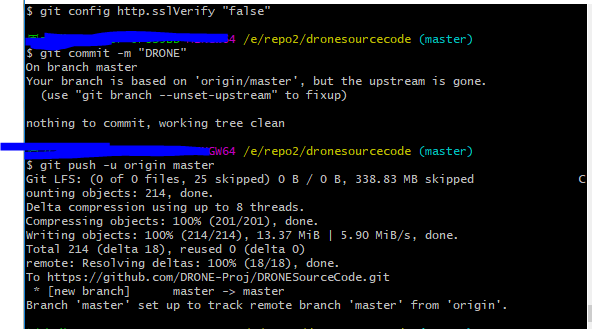 $ git config http.sslVerify "false"
/e/repo2/dronesourcecode (master)
$ git commit -m "DRONE"
On branch master
Your branch is based on 'origin/master', but the upstream is gone.
(use "git branch --unset-upstream" to fixup)
nothing to commit, working tree clean
GW64 /e/repo2/dronesourcecode (master)
$ git push -u origin master
Git LFS: (0 of 0 files, 25 skipped) 0 B / 0 B, 338.83 MB skipped C
ounting objects: 214, done.
Delta compression using up to 8 threads.
Compressing objects: 100% (201/201), done.
Writing objects: 100% (214/214), 13.37 MiB | 5.90 MiB/s, done.
Total 214 (delta 18), reused 0 (delta 0)
remote: Resolving deltas: 100% (18/18), done.
To https://github.com/DRONE-Proj/DRONESourceCode.git
* [new branch] master -> master
Branch 'master' set up to track remote branch 'master' from 'origin'.